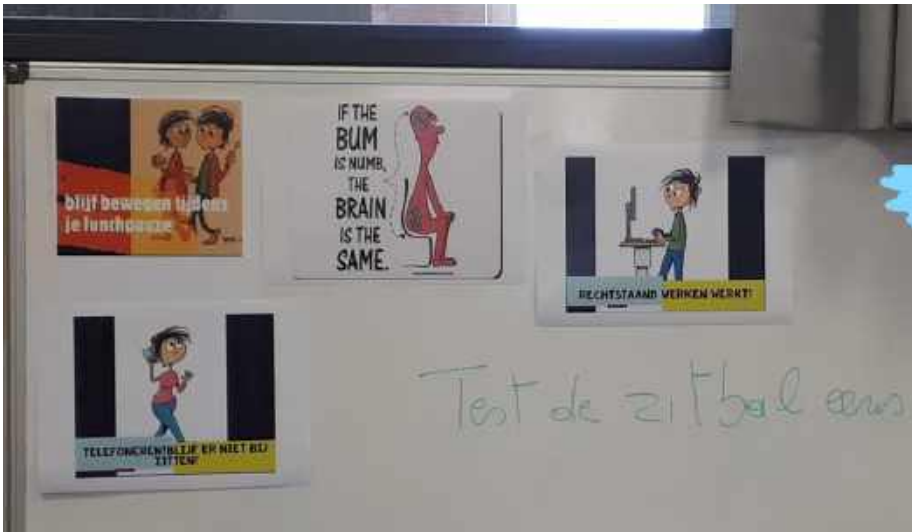 blijf bewegen tijdens
je lunchpauze
IF THE
BUM
IS NUMB,
THE
BRAIN
IS THE
SAME.
RECHTSTAAND WERKEN WERKT!
TELEFONEREN? BLIJF ER NIET BIJ
ZITTEN!
Test de zitbal eens